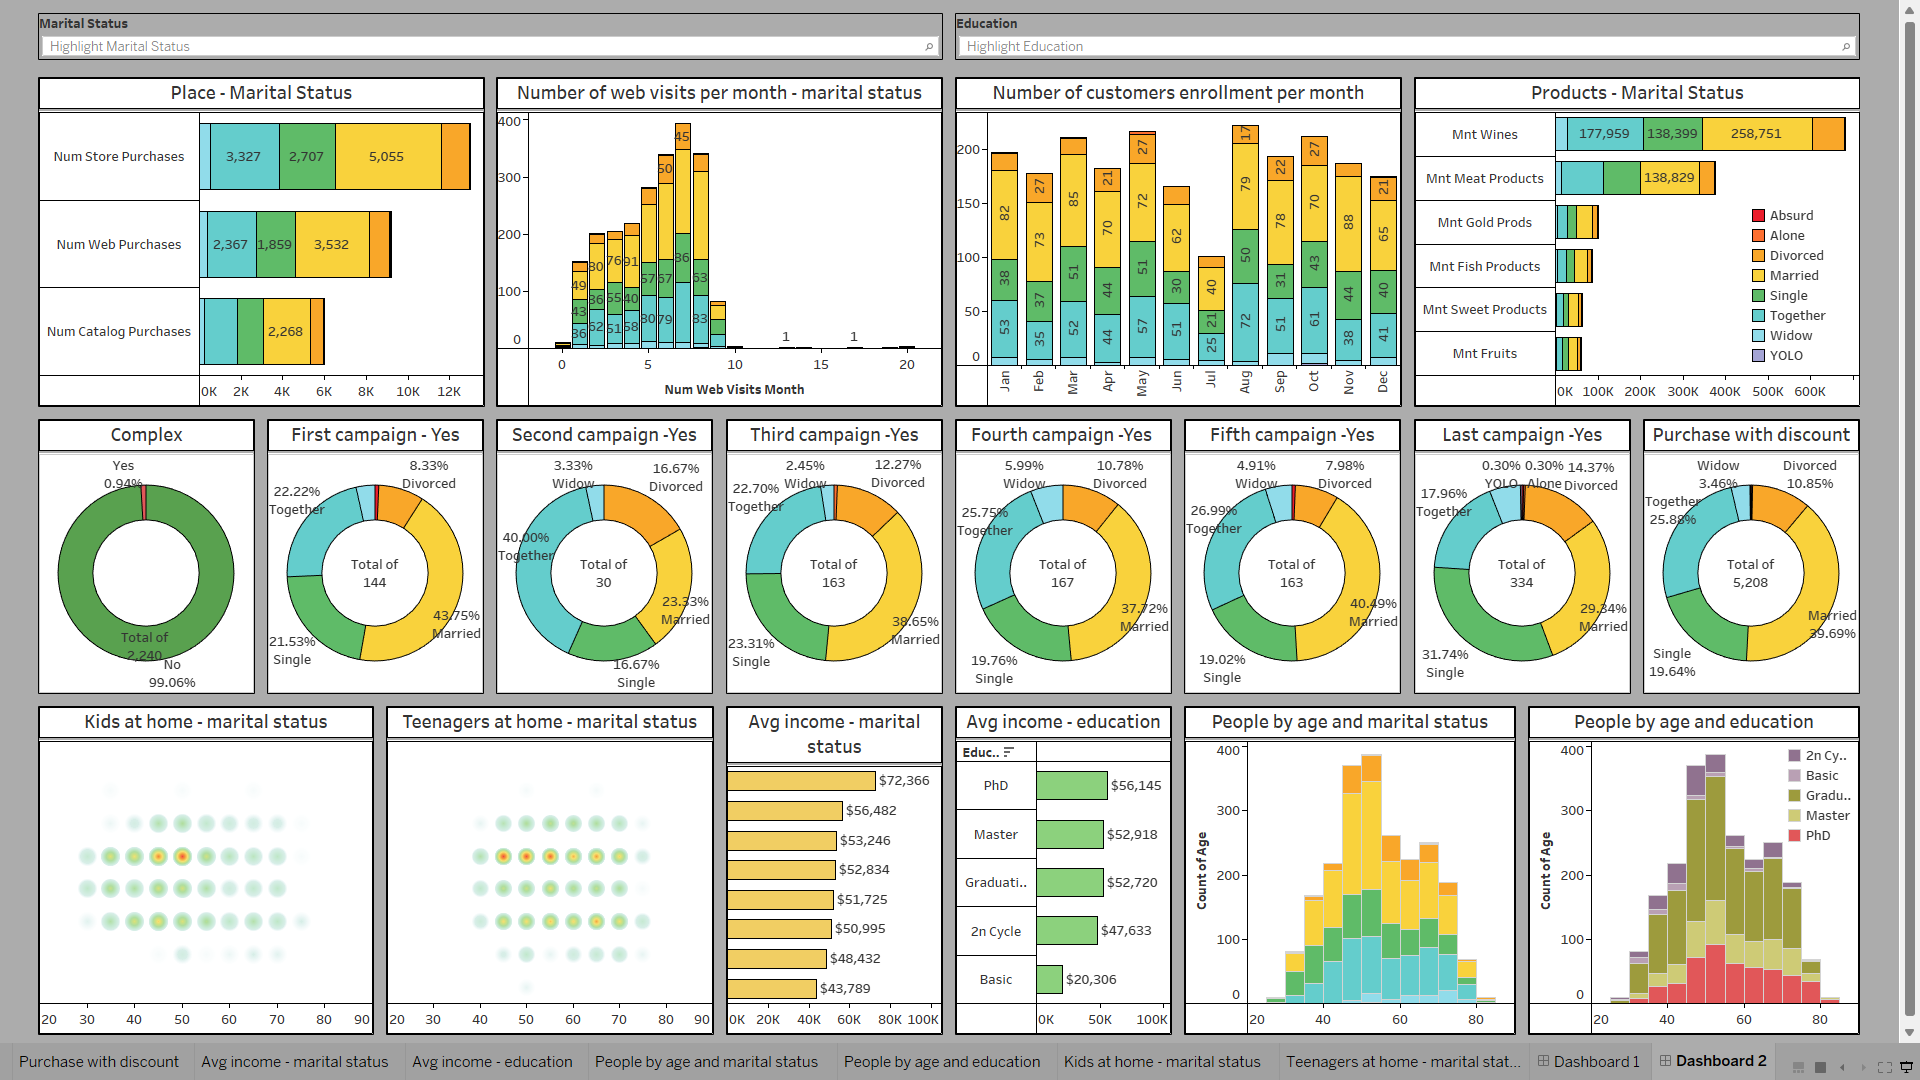 Marital Status
Highlight Marital Status
Education
Highlight Education
Place - Marital Status
Num Store Purchases
3,327 2,707 5,055
Num Web Purchases
2,367 1,859 3,532
Num Catalog Purchases
2,268
0K 2K 4K 6K 8K 10K 12K
Number of web visits per month - marital status
400
300
200
100
0
45
50
36
49
80
76
91
57
67
63
43
36
55
40
36
62
51
58
80
79
83
1 1
0 5 10 15 20
Num Web Visits Month
Number of customers enrollment per month
200
150
100
50
0
53 38 82
35 37 73 27
52 51 85
44 44 70 21
57 51 72 27
51 30 62
25 21 40
72 50 79 17
51 31 78 22
61 43 70 27
38 44 88
41 40 65 21
Jan Feb Mar Apr May Jun Jul Aug Sep Oct Nov Dec
Products - Marital Status
Mnt Wines
177,959 138,399 258,751
Mnt Meat Products
138,829
Mnt Gold Prods
Mnt Fish Products
Mnt Sweet Products
Mnt Fruits
0K 100K 200K 300K 400K 500K 600K
Absurd
Alone
Divorced
Married
Single
Together
Widow
YOLO
Complex
Yes
0.94%
Total of
2,240
No
99.06%
First campaign - Yes
8.33%
Divorced
22.22%
Together
Total of
144
43.75%
Married
21.53%
Single
Second campaign -Yes
3.33%
Widow
16.67%
Divorced
40.00%
Together
Total of
30
23.33%
Married
16.67%
Single
Third campaign -Yes
2.45%
Widow
12.27%
Divorced
22.70%
Together
Total of
163
38.65%
Married
23.31%
Single
Fourth campaign -Yes
5.99%
Widow
10.78%
Divorced
25.75%
Together
Total of
167
37.72%
Married
19.76%
Single
Fifth campaign -Yes
4.91%
Widow
7.98%
Divorced
26.99%
Together
Total of
163
40.49%
Married
19.02%
Single
Last campaign -Yes
0.30%
YOLO
0.30%
Alone
14.37%
Divorced
17.96%
Together
Total of
334
29.34%
Married
31.74%
Single
Purchase with discount
Widow
3.46%
Divorced
10.85%
Together
25.88%
Total of
5,208
Married
39.69%
Single
19.64%
Kids at home - marital status
20 30 40 50 60 70 80 90
Teenagers at home - marital status
20 30 40 50 60 70 80 90
Avg income - marital
status
$72,366
$56,482
$53,246
$52,834
$51,725
$50,995
$48,432
$43,789
0K 20K 40K 60K 80K 100K
Avg income - education
Educ..
PhD $56,145
Master $52,918
Graduati.. $52,720
2n Cycle $47,633
Basic $20,306
0K 50K 100K
People by age and marital status
Count of Age
400
300
200
100
0
20 40 60 80
People by age and education
Count of Age
400
300
200
100
0
20 40 60 80
2n Cy..
Basic
Gradu..
Master
PhD
Purchase with discount Avg income - marital status Avg income - education People by age and marital status People by age and education Kids at home - marital status Teenagers at home - marital stat... Dashboard 1 Dashboard 2